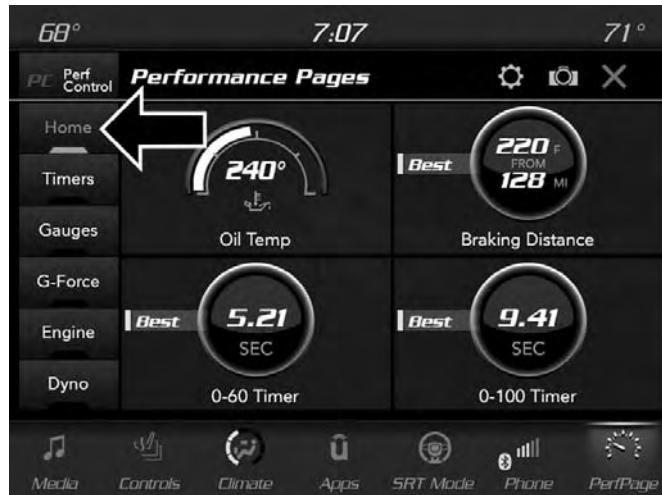 68° 7:07 71°
PC Perf Control Performance Pages
Home
Timers
Gauges
G-Force
Engine
Dyno
240°
Oil Temp
Best
220 F
FROM
128 MI
Braking Distance
Best
5.21
SEC
0-60 Timer
Best
9.41
SEC
0-100 Timer
Media Controls Climate Apps SRT Mode Phone PerfPage